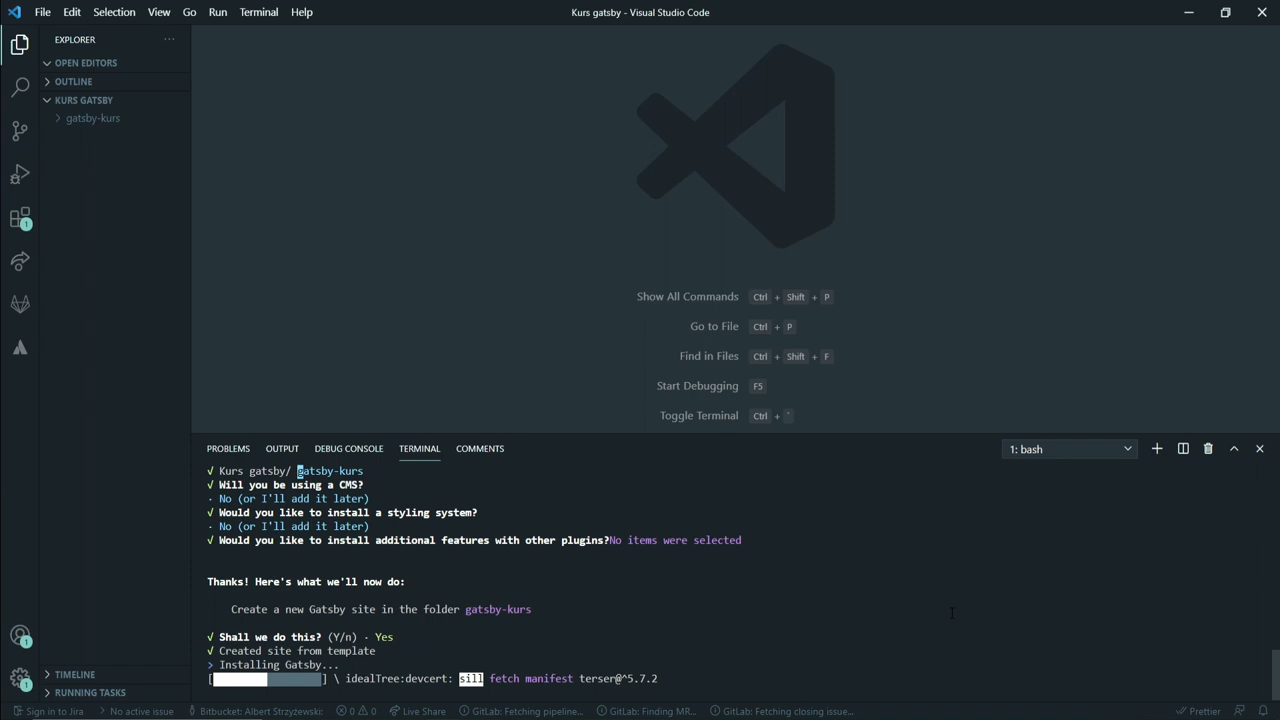 File Edit Selection View Go Run Terminal Help
Kurs gatsby - Visual Studio Code
EXPLORER
OPEN EDITORS
OUTLINE
KURS GATSBY
gatsby-kurs
TIMELINE
RUNNING TASKS
1
1
1
Show All Commands Ctrl + Shift + P
Go to File Ctrl + P
Find in Files Ctrl + Shift + F
Start Debugging F5
Toggle Terminal Ctrl + `
PROBLEMS OUTPUT DEBUG CONSOLE TERMINAL COMMENTS 1: bash
√ Kurs gatsby/ gatsby-kurs
√ Will you be using a CMS?
· No (or I'll add it later)
√ Would you like to install a styling system?
· No (or I'll add it later)
√ Would you like to install additional features with other plugins?No items were selected
Thanks! Here's what we'll now do:
Create a new Gatsby site in the folder gatsby-kurs
√ Shall we do this? (Y/n) · Yes
√ Created site from template
> Installing Gatsby...
[ ] \ idealTree:devcert: sill fetch manifest terser@^5.7.2
Sign in to Jira No active issue Bitbucket: Albert Strzyżewski: 0 0 Live Share GitLab: Fetching pipeline... GitLab: Finding MR... GitLab: Fetching closing issue... Prettier